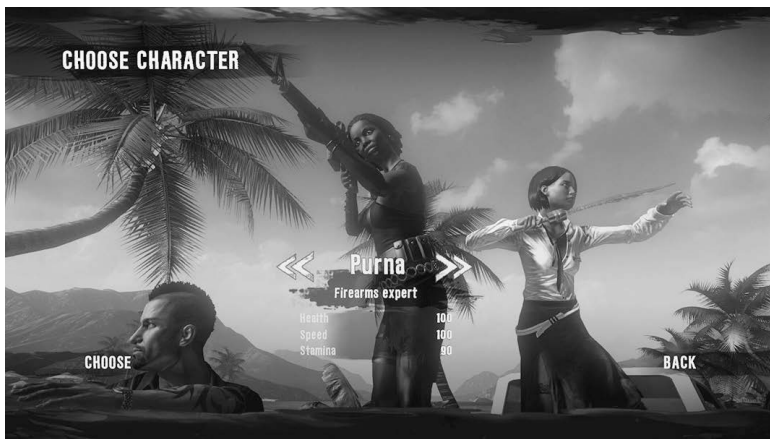 CHOOSE CHARACTER
Purna
Firearms expert
Health 100
Speed 100
Stamina 90
CHOOSE
BACK